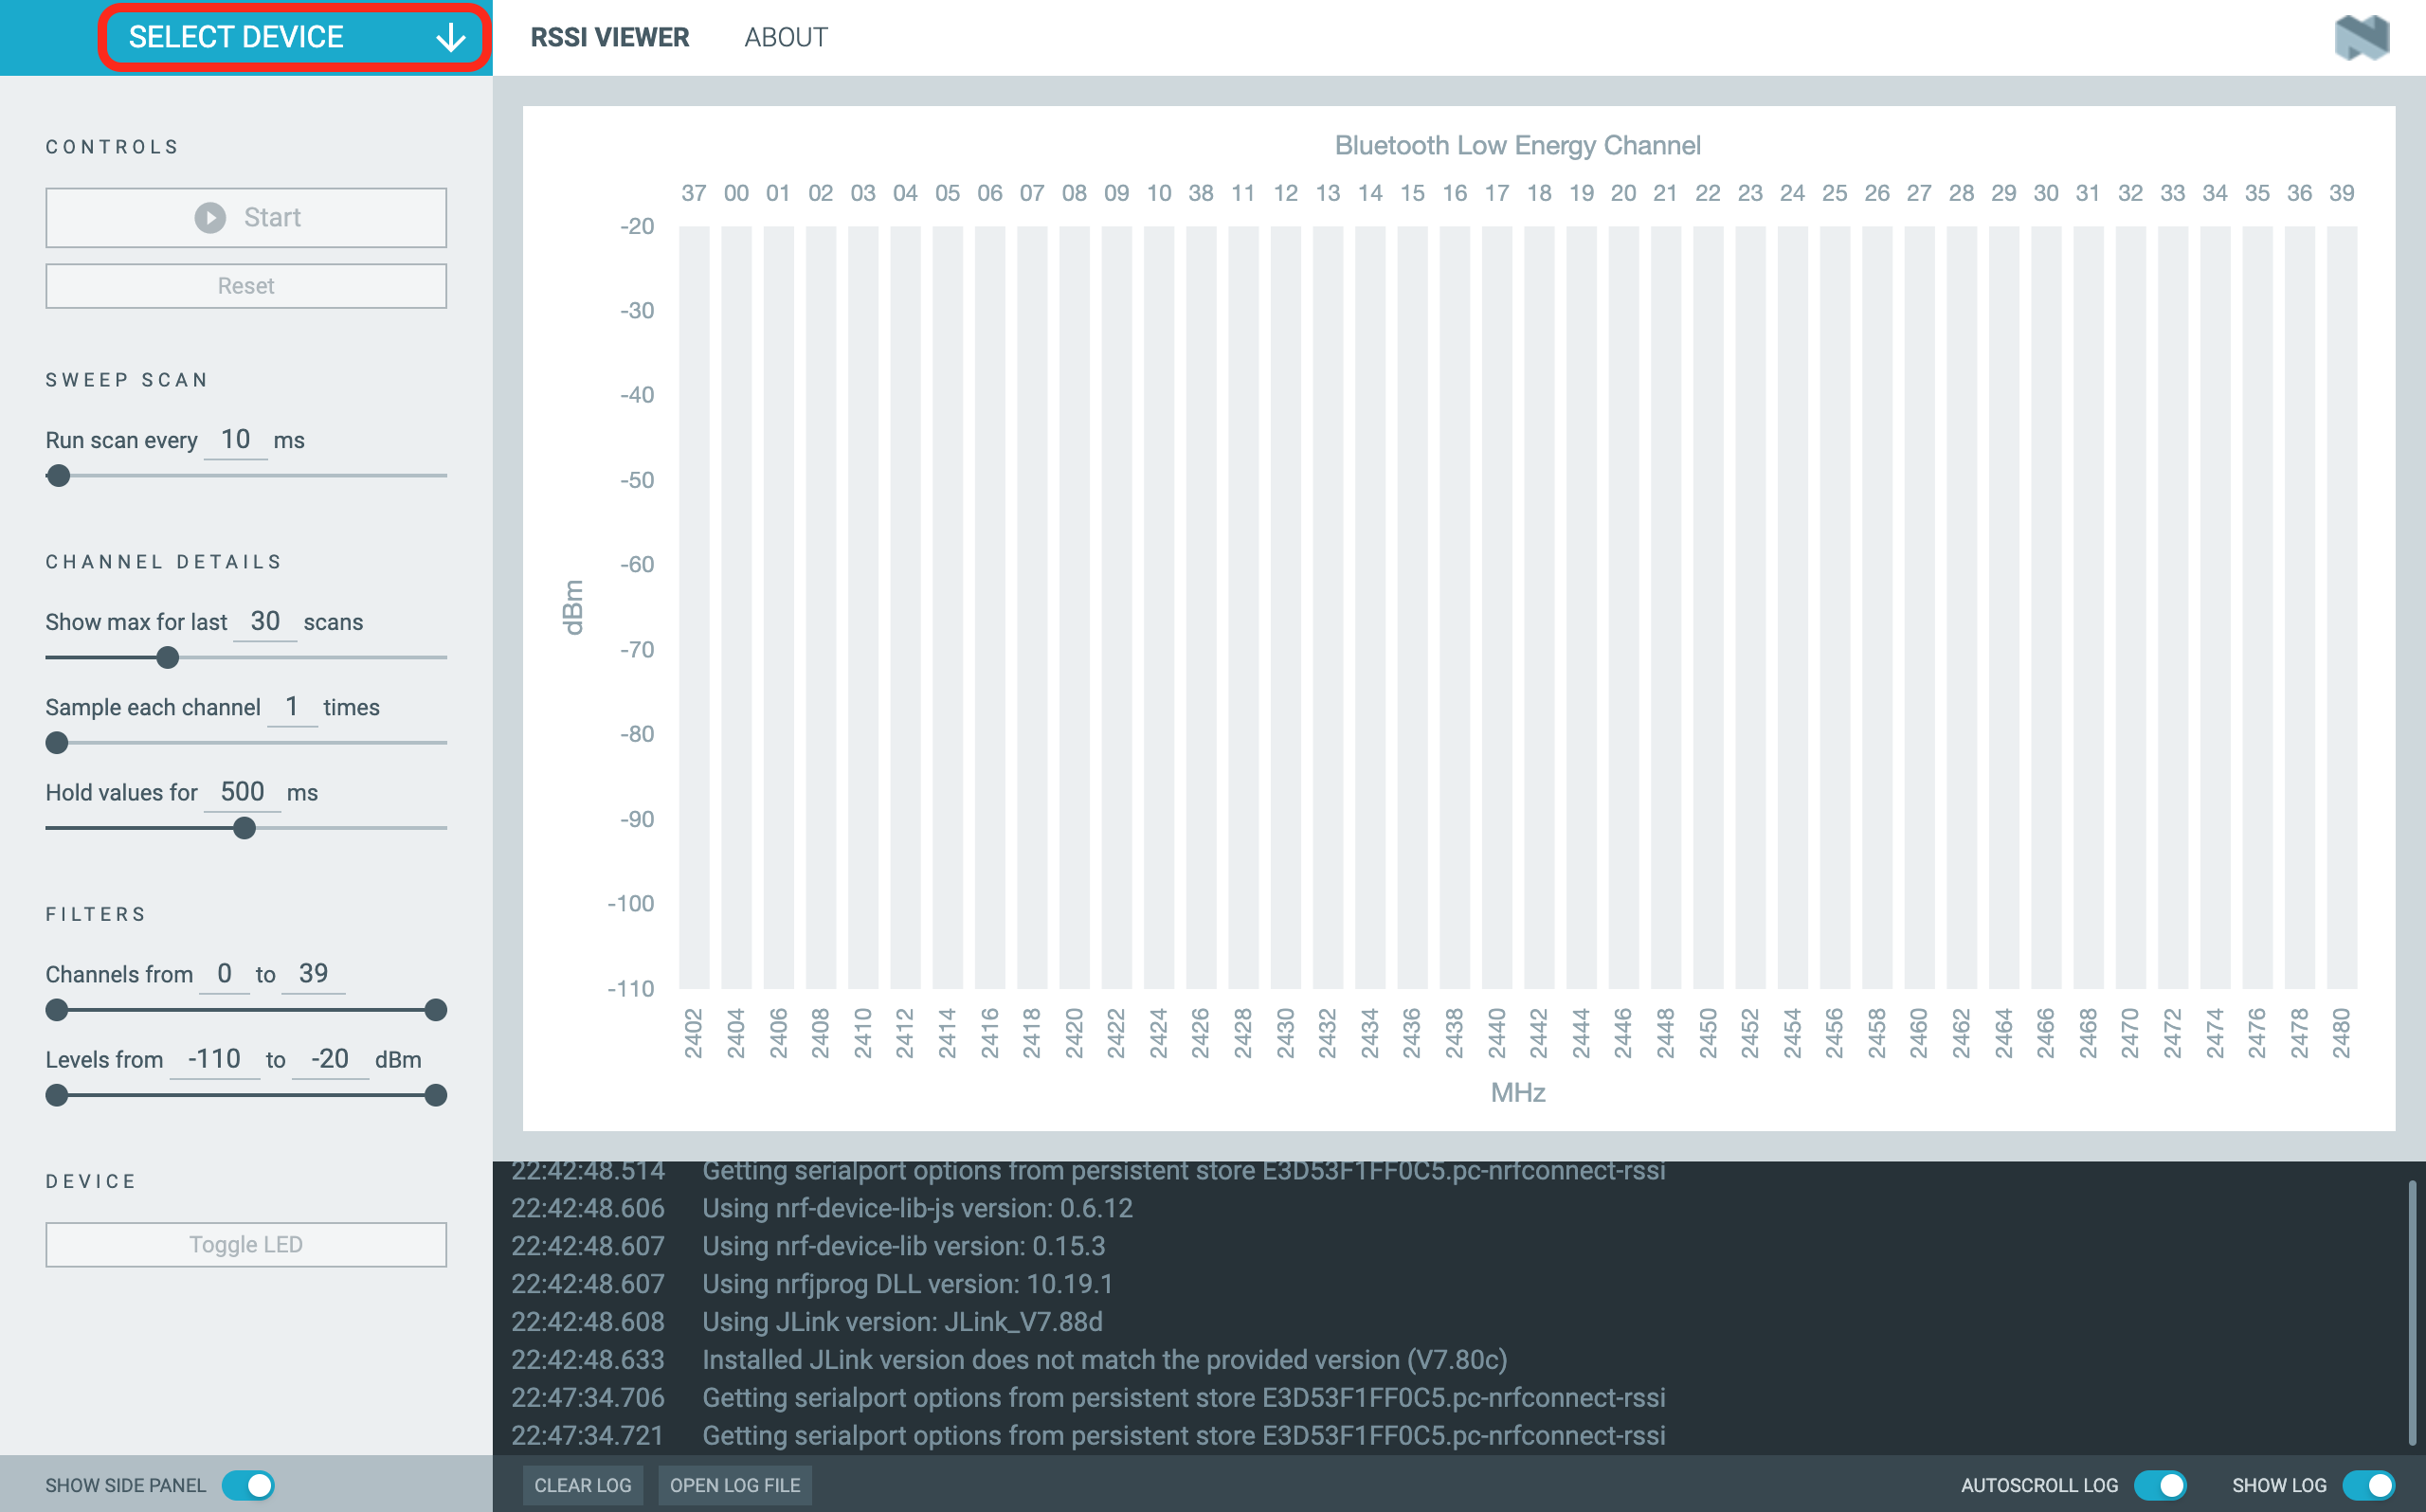 SELECT DEVICE
RSSI VIEWER ABOUT
CONTROLS
Start
Reset
SWEEP SCAN
Run scan every 10 ms
CHANNEL DETAILS
Show max for last 30 scans
Sample each channel 1 times
Hold values for 500 ms
FILTERS
Channels from 0 to 39
Levels from -110 to -20 dBm
DEVICE
Toggle LED
SHOW SIDE PANEL
Bluetooth Low Energy Channel
37 00 01 02 03 04 05 06 07 08 09 10 38 11 12 13 14 15 16 17 18 19 20 21 22 23 24 25 26 27 28 29 30 31 32 33 34 35 36 39
-20
-30
-40
-50
-60
-70
-80
-90
-100
-110
dBm
2402 2404 2406 2408 2410 2412 2414 2416 2418 2420 2422 2424 2426 2428 2430 2432 2434 2436 2438 2440 2442 2444 2446 2448 2450 2452 2454 2456 2458 2460 2462 2464 2466 2468 2470 2472 2474 2476 2478 2480
MHz
22:42:48.514 Getting serialport options from persistent store E3D53F1FF0C5.pc-nrfconnect-rssi
22:42:48.606 Using nrf-device-lib-js version: 0.6.12
22:42:48.607 Using nrf-device-lib version: 0.15.3
22:42:48.607 Using nrfjprog DLL version: 10.19.1
22:42:48.608 Using JLink version: JLink_V7.88d
22:42:48.633 Installed JLink version does not match the provided version (V7.80c)
22:47:34.706 Getting serialport options from persistent store E3D53F1FF0C5.pc-nrfconnect-rssi
22:47:34.721 Getting serialport options from persistent store E3D53F1FF0C5.pc-nrfconnect-rssi
CLEAR LOG OPEN LOG FILE AUTOSCROLL LOG SHOW LOG